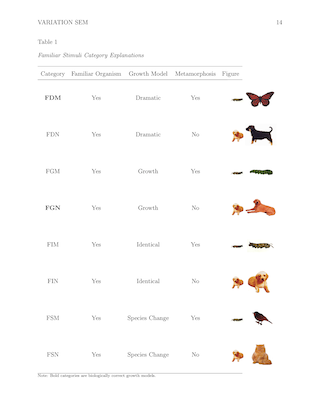 VARIATION SEM 14
Table 1
Familiar Stimuli Category Explanations
Category Familiar Organism Growth Model Metamorphosis Figure
FDM Yes Dramatic Yes
FDN Yes Dramatic No
FGM Yes Growth Yes
FGN Yes Growth No
FIM Yes Identical Yes
FIN Yes Identical No
FSM Yes Species Change Yes
FSN Yes Species Change No
Note. Bold categories are biologically correct growth models.